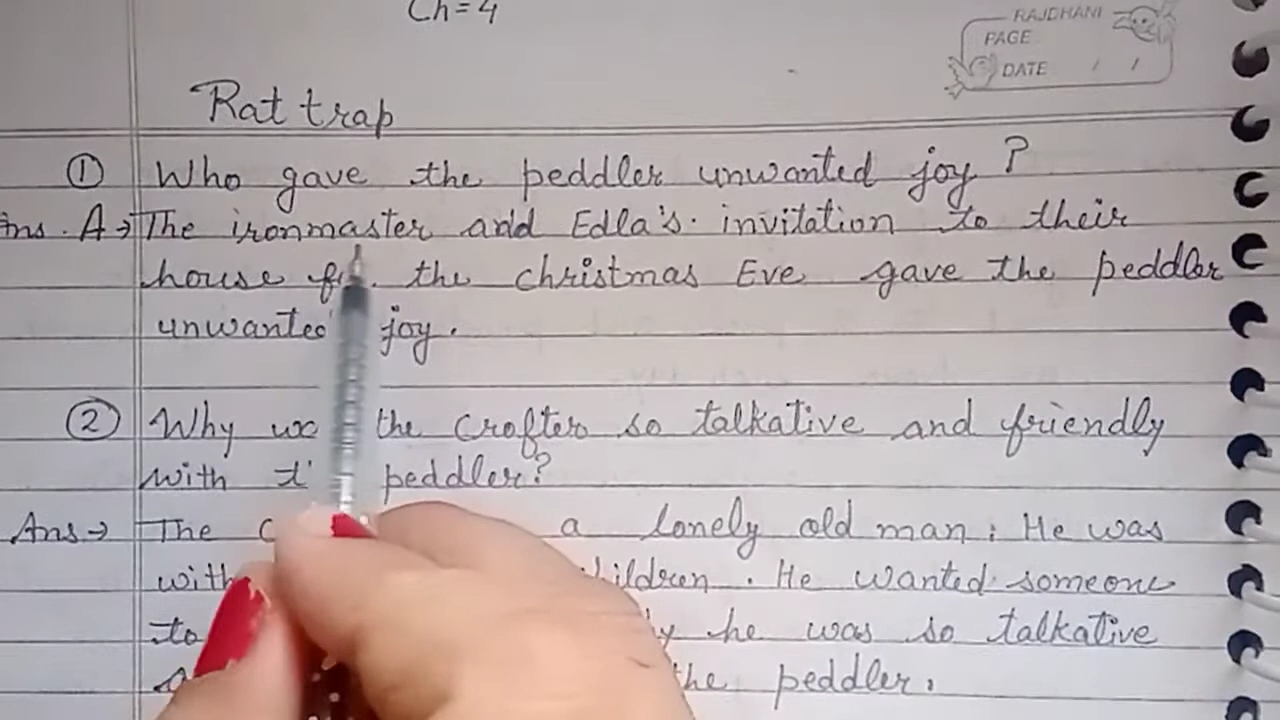 Ch=4
RAJDHANI
PAGE
DATE / /
Rat trap
① Who gave the peddler unwanted joy?
Ans. A→ The ironmaster and Edla's invitation to their
house the christmas Eve gave the peddler
unwanted joy.
② Why the crofter so talkative and friendly
with peddler?
Ans→ The a lonely old man; He was
He wanted someone
to he was so talkative
the peddler.